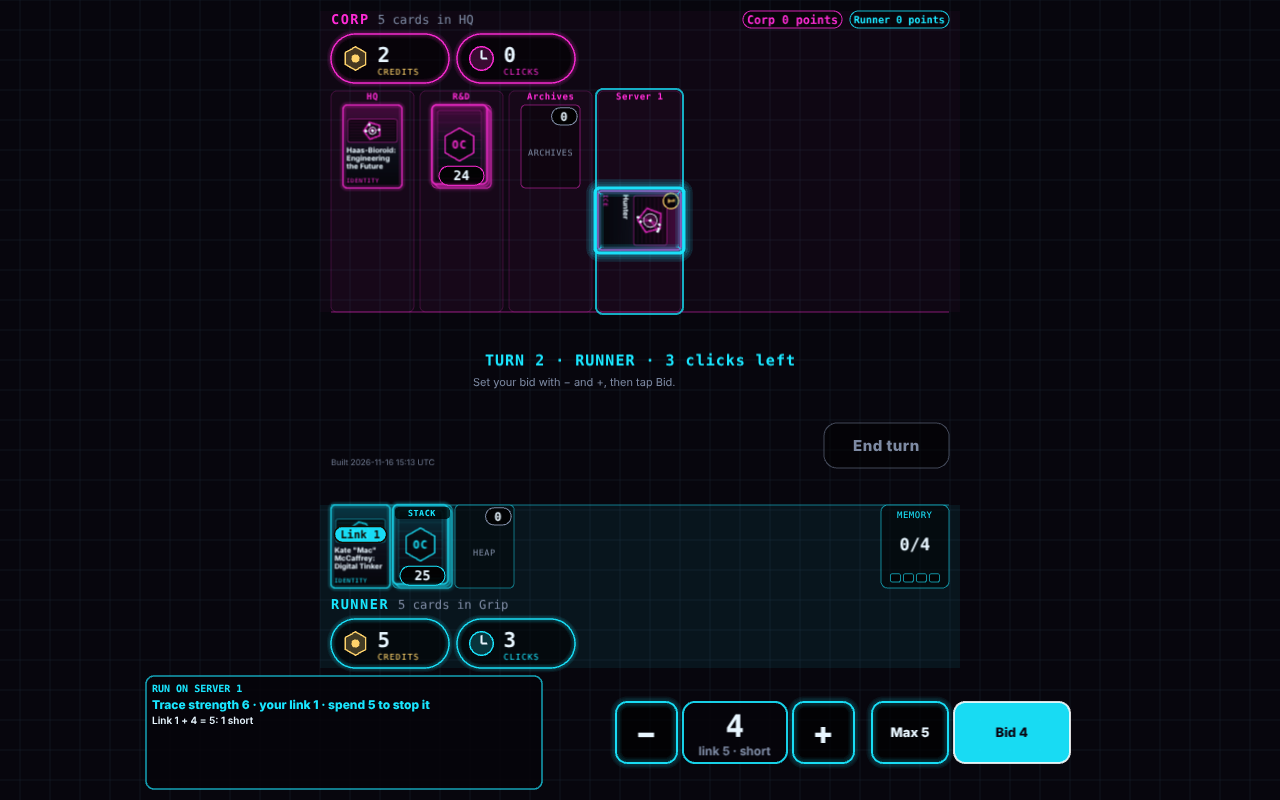 CORP 5 cards in HQ
Corp 0 points
Runner 0 points
2
CREDITS
0
CLICKS
HQ
R&D
Archives
Server 1
Haas-Bioroid:
Engineering
the Future
IDENTITY
OC
24
0
ARCHIVES
Hunter
ICE
1
TURN 2 · RUNNER · 3 clicks left
Set your bid with − and +, then tap Bid.
End turn
Built 2026-11-16 15:13 UTC
Link 1
Kate "Mac"
McCaffrey:
Digital Tinker
IDENTITY
STACK
OC
25
0
HEAP
MEMORY
0/4
RUNNER 5 cards in Grip
5
CREDITS
3
CLICKS
RUN ON SERVER 1
Trace strength 6 · your link 1 · spend 5 to stop it
Link 1 + 4 = 5: 1 short
−
4
link 5 · short
+
Max 5
Bid 4